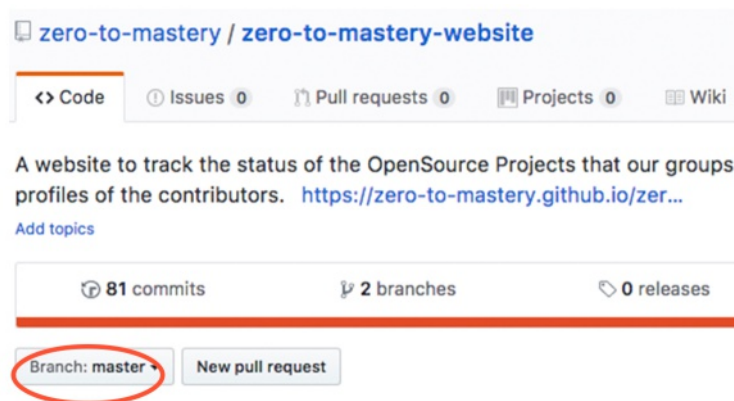 zero-to-mastery / zero-to-mastery-website
<> Code Issues 0 Pull requests 0 Projects 0 Wiki
A website to track the status of the OpenSource Projects that our groups
profiles of the contributors. https://zero-to-mastery.github.io/zer...
Add topics
81 commits 2 branches 0 releases
Branch: master New pull request